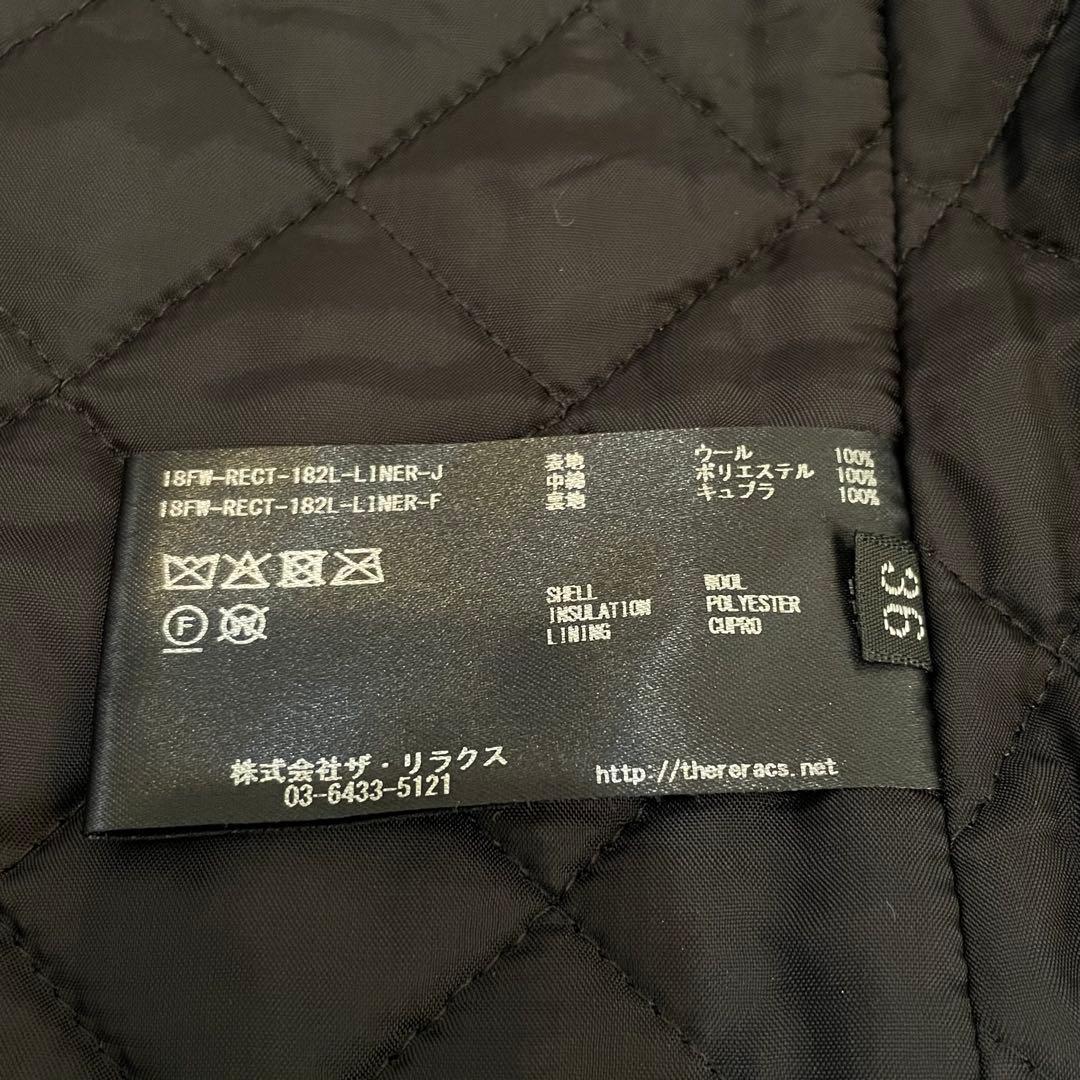 18FW-RECT-182L-LINER-J
18FW-RECT-182L-LINER-F
表地 ウール 100%
中綿 ポリエステル 100%
裏地 キュプラ 100%
F
W
SHELL WOOL
INSULATION POLYESTER
LINING CUPRO
36
株式会社ザ・リラクス
03-6433-5121
http://thereracs.net